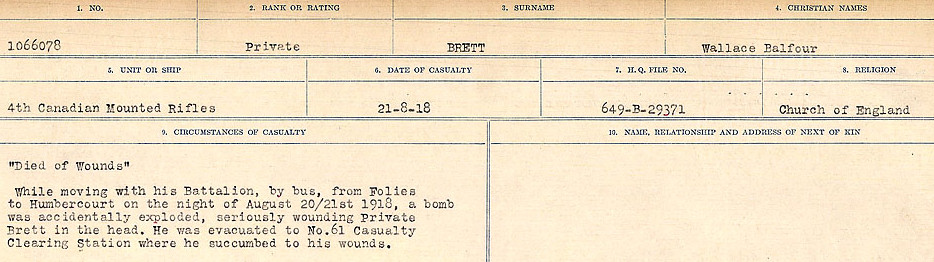 1. NO. 2. RANK OR RATING 3. SURNAME 4. CHRISTIAN NAMES
1066078 Private BRETT Wallace Balfour
5. UNIT OR SHIP 6. DATE OF CASUALTY 7. H. Q. FILE NO. 8. RELIGION
4th Canadian Mounted Rifles 21-8-18 649-B-29371 Church of England
9. CIRCUMSTANCES OF CASUALTY 10. NAME, RELATIONSHIP AND ADDRESS OF NEXT OF KIN
"Died of Wounds"
While moving with his Battalion, by bus, from Folies
to Humbercourt on the night of August 20/21st 1918, a bomb
was accidentally exploded, seriously wounding Private
Brett in the head. He was evacuated to No.61 Casualty
Clearing Station where he succumbed to his wounds.